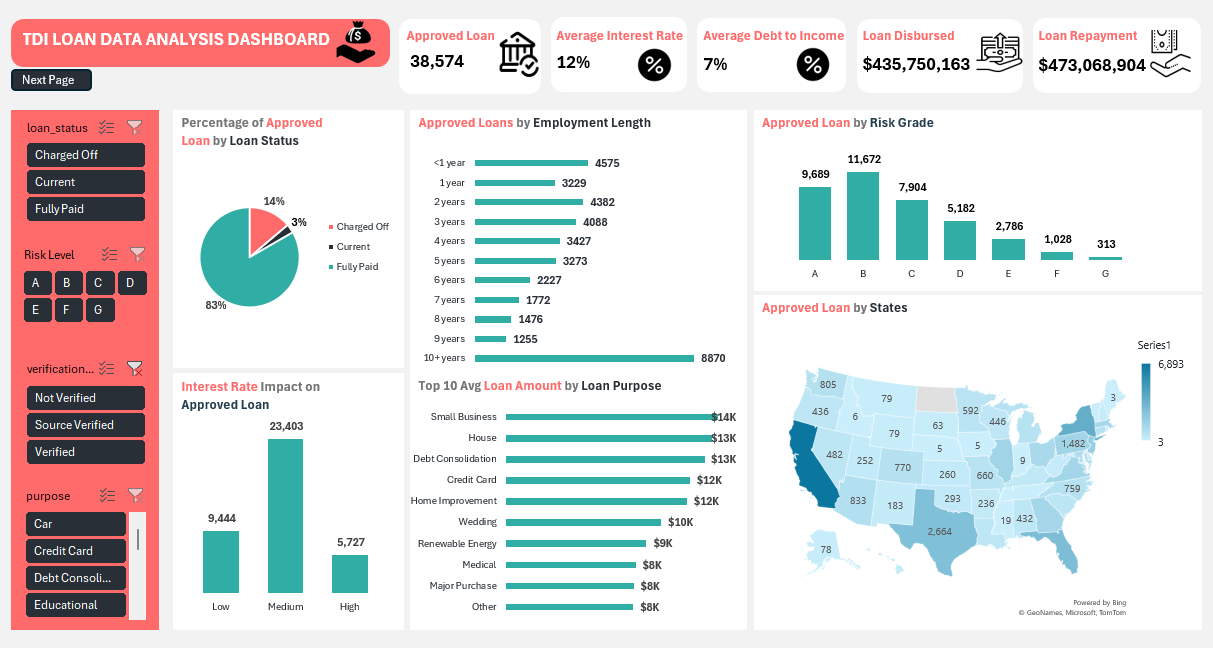 TDI LOAN DATA ANALYSIS DASHBOARD
$
Next Page
Approved Loan
38,574
Average Interest Rate
12%
%
Average Debt to Income
7%
%
Loan Disbursed
$435,750,163
Loan Repayment
$473,068,904
loan_status
Charged Off
Current
Fully Paid
Risk Level
A B C D
E F G
verification...
Not Verified
Source Verified
Verified
purpose
Car
Credit Card
Debt Consoli...
Educational
Percentage of Approved
Loan by Loan Status
14%
3%
83%
Charged Off
Current
Fully Paid
Interest Rate Impact on
Approved Loan
9,444
23,403
5,727
Low Medium High
Approved Loans by Employment Length
<1 year 4575
1 year 3229
2 years 4382
3 years 4088
4 years 3427
5 years 3273
6 years 2227
7 years 1772
8 years 1476
9 years 1255
10+ years 8870
Top 10 Avg Loan Amount by Loan Purpose
Small Business $14K
House $13K
Debt Consolidation $13K
Credit Card $12K
Home Improvement $12K
Wedding $10K
Renewable Energy $9K
Medical $8K
Major Purchase $8K
Other $8K
Approved Loan by Risk Grade
9,689
11,672
7,904
5,182
2,786
1,028
313
A B C D E F G
Approved Loan by States
Series1
6,893
3
805
79
592
3
436
6
63
446
79
482
5
5
1,482
252
770
9
260
660
833
183
293
236
759
19
432
2,664
78
Powered by Bing
© GeoNames, Microsoft, TomTom